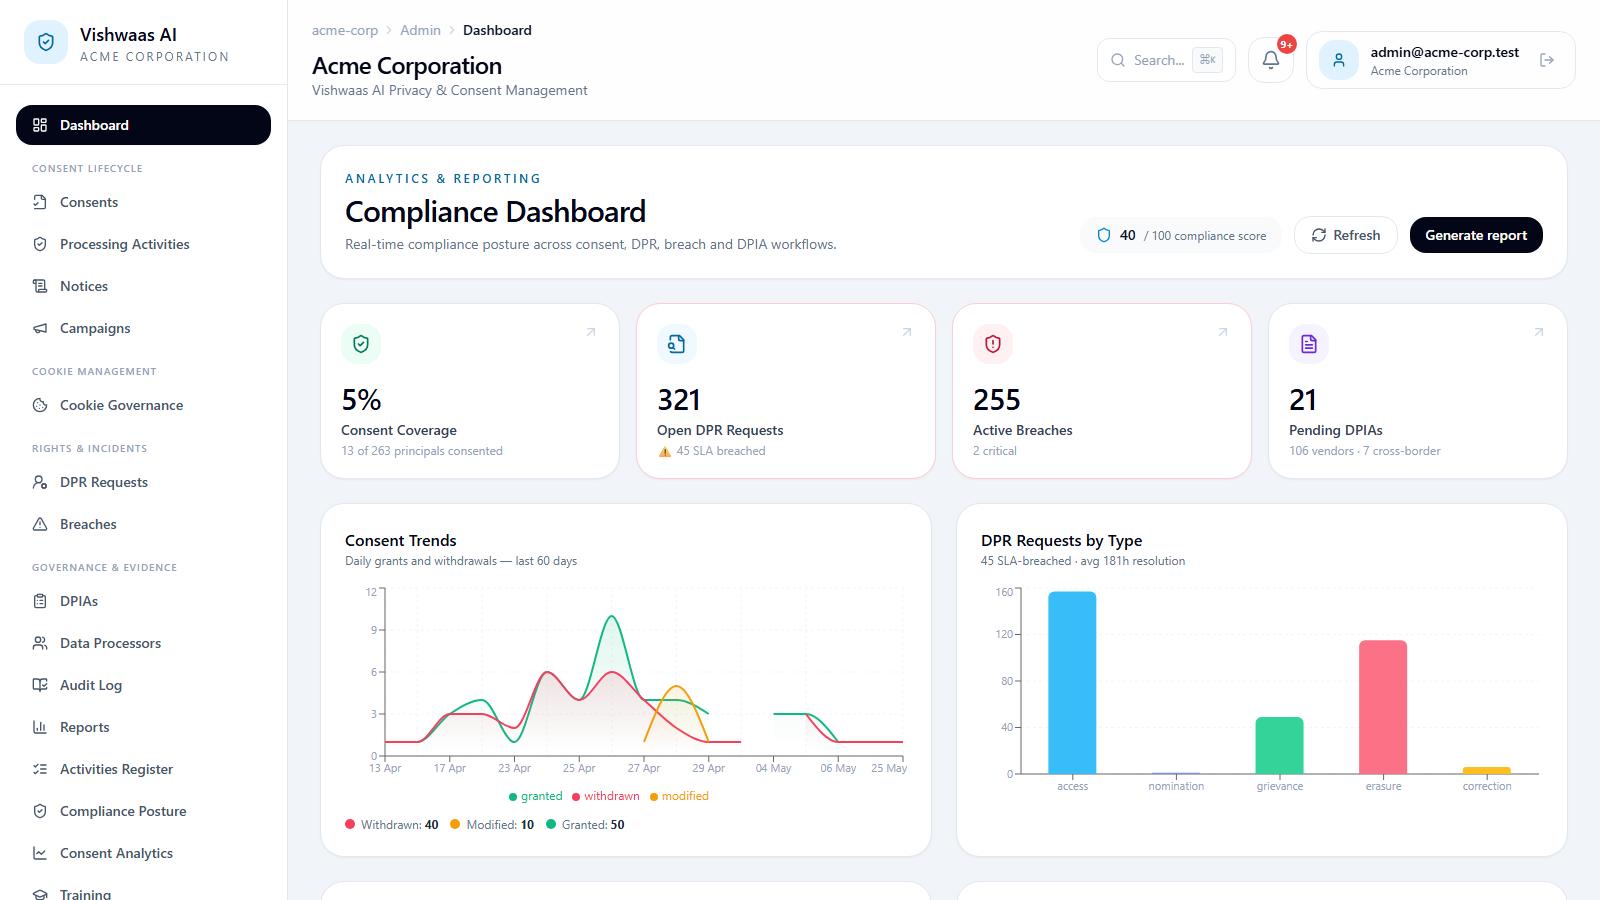 Vishwaas AI
ACME CORPORATION
Dashboard
CONSENT LIFECYCLE
Consents
Processing Activities
Notices
Campaigns
COOKIE MANAGEMENT
Cookie Governance
RIGHTS & INCIDENTS
DPR Requests
Breaches
GOVERNANCE & EVIDENCE
DPIAs
Data Processors
Audit Log
Reports
Activities Register
Compliance Posture
Consent Analytics
Training
acme-corp > Admin > Dashboard
Acme Corporation
Vishwaas AI Privacy & Consent Management
Search... ⌘K
9+
admin@acme-corp.test
Acme Corporation
ANALYTICS & REPORTING
Compliance Dashboard
Real-time compliance posture across consent, DPR, breach and DPIA workflows.
40 / 100 compliance score
Refresh
Generate report
5%
Consent Coverage
13 of 263 principals consented
321
Open DPR Requests
⚠ 45 SLA breached
255
Active Breaches
2 critical
21
Pending DPIAs
106 vendors · 7 cross-border
Consent Trends
Daily grants and withdrawals — last 60 days
12
9
6
3
0
13 Apr 17 Apr 23 Apr 25 Apr 27 Apr 29 Apr 04 May 06 May 25 May
granted withdrawn modified
Withdrawn: 40 Modified: 10 Granted: 50
DPR Requests by Type
45 SLA-breached · avg 181h resolution
160
120
80
40
0
access nomination grievance erasure correction